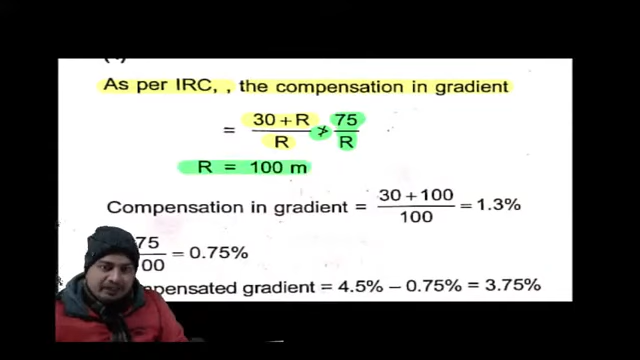 As per IRC, , the compensation in gradient
= 30 + R / R ≯ 75 / R
R = 100 m
Compensation in gradient = 30 + 100 / 100 = 1.3%
75 / 00 = 0.75%
mpensated gradient = 4.5% – 0.75% = 3.75%